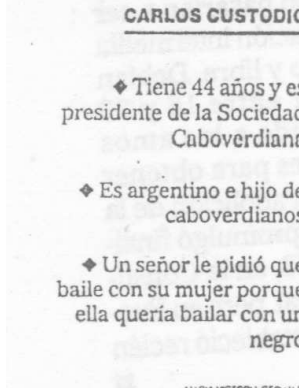 CARLOS CUSTODIO
◆ Tiene 44 años y es
presidente de la Sociedad
Caboverdiana
◆ Es argentino e hijo de
caboverdianos
◆ Un señor le pidió que
baile con su mujer porque
ella quería bailar con un
negro